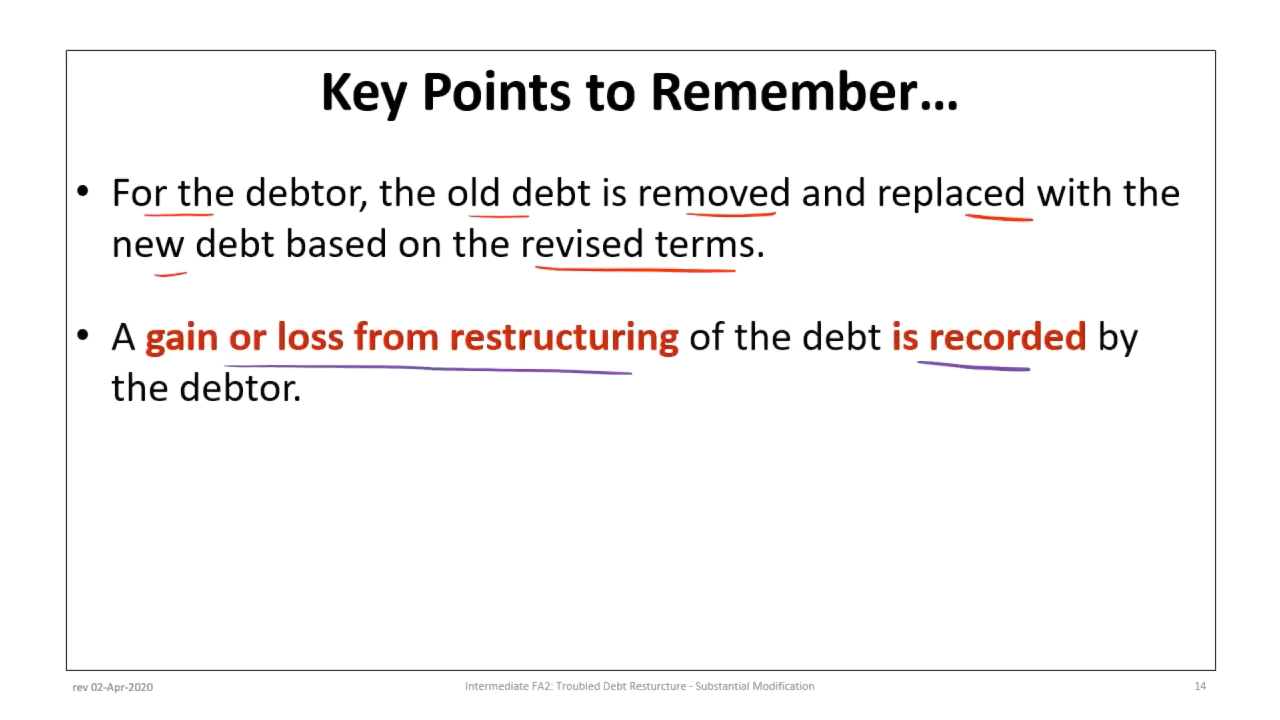 Key Points to Remember...
• For the debtor, the old debt is removed and replaced with the
new debt based on the revised terms.
• A gain or loss from restructuring of the debt is recorded by
the debtor.
rev 02-Apr-2020
Intermediate FA2: Troubled Debt Resturcture - Substantial Modification
14